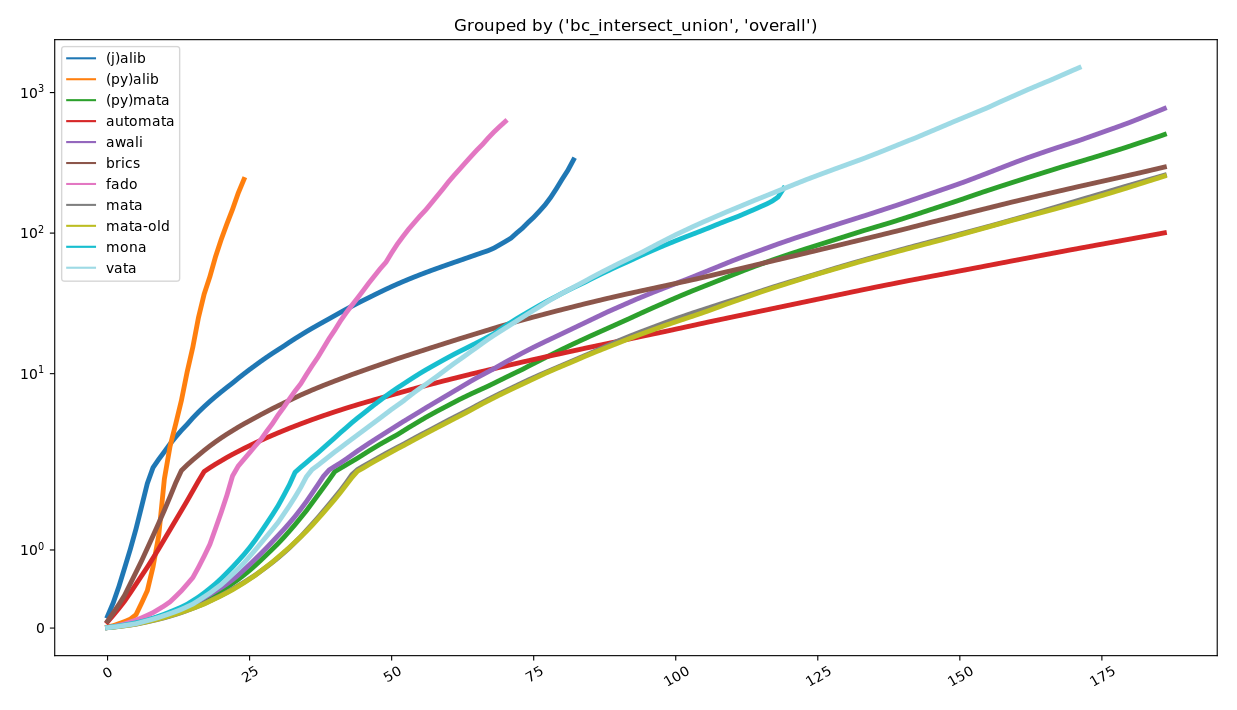 Grouped by ('bc_intersect_union', 'overall')
(j)alib
(py)alib
(py)mata
automata
awali
brics
fado
mata
mata-old
mona
vata
10³
10²
10¹
10⁰
0
0
25
50
75
100
125
150
175